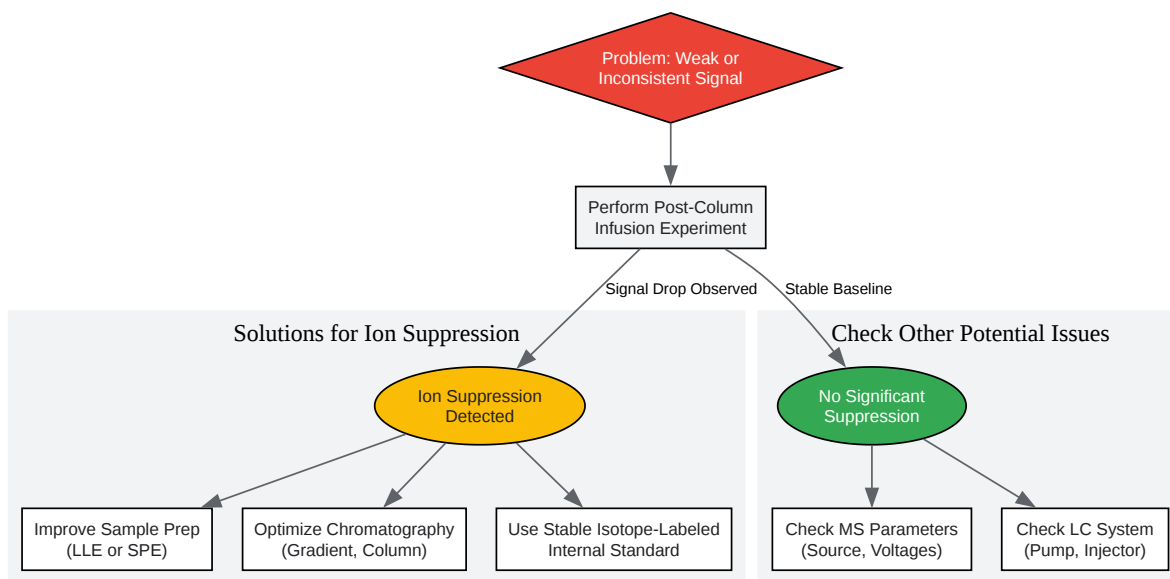 Problem: Weak or
Inconsistent Signal
Perform Post-Column
Infusion Experiment
Signal Drop Observed
Stable Baseline
Solutions for Ion Suppression
Check Other Potential Issues
Ion Suppression
Detected
No Significant
Suppression
Improve Sample Prep
(LLE or SPE)
Optimize Chromatography
(Gradient, Column)
Use Stable Isotope-Labeled
Internal Standard
Check MS Parameters
(Source, Voltages)
Check LC System
(Pump, Injector)